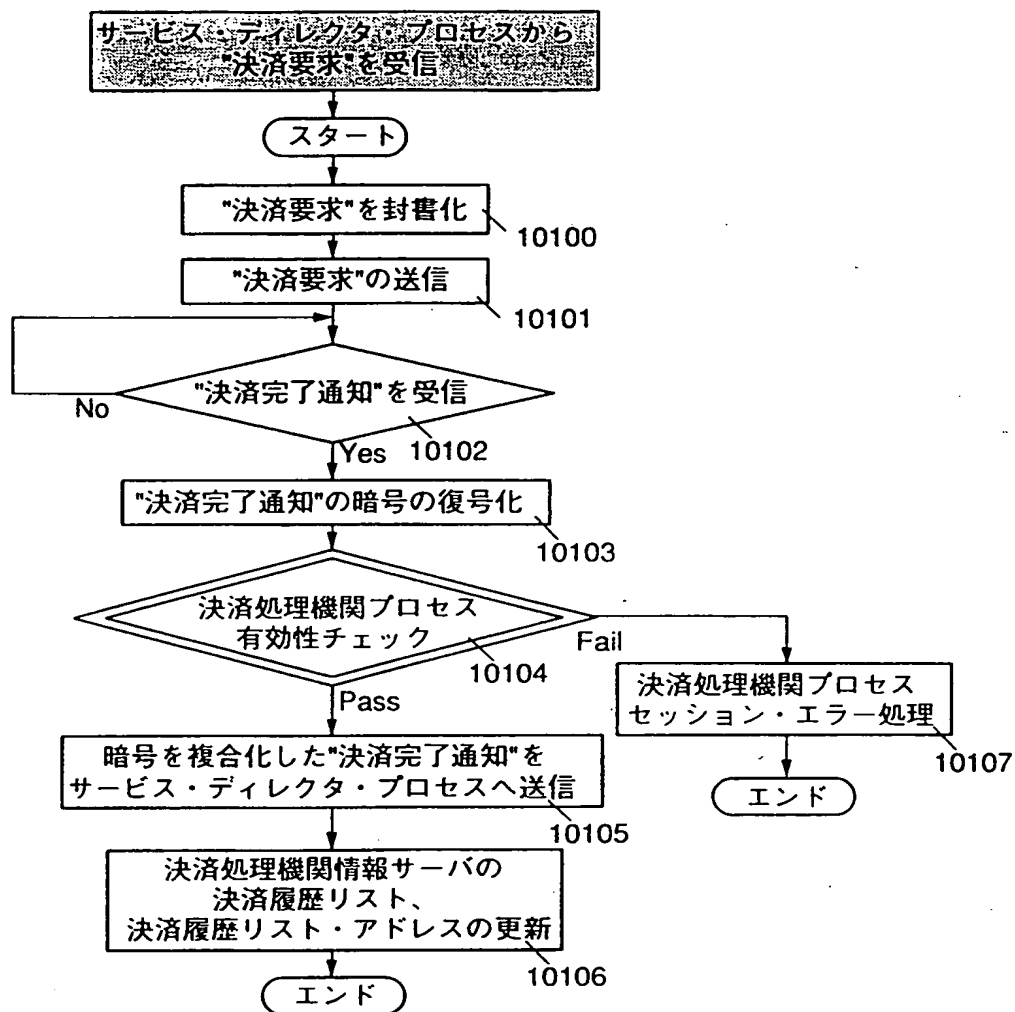 サービス・ディレクタ・プロセスから
"決済要求"を受信
スタート
"決済要求"を封書化
10100
"決済要求"の送信
10101
"決済完了通知"を受信
No
10102
Yes
"決済完了通知"の暗号の復号化
10103
決済処理機関プロセス
有効性チェック
10104
Fail
Pass
決済処理機関プロセス
セッション・エラー処理
10107
エンド
暗号を複合化した"決済完了通知"を
サービス・ディレクタ・プロセスへ送信
10105
決済処理機関情報サーバの
決済履歴リスト、
決済履歴リスト・アドレスの更新
10106
エンド